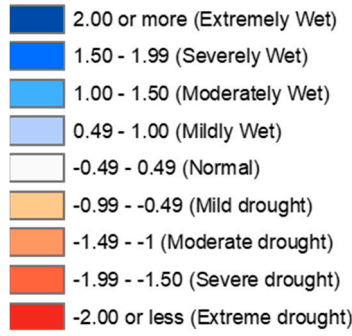 2.00 or more (Extremely Wet)
1.50 - 1.99 (Severely Wet)
1.00 - 1.50 (Moderately Wet)
0.49 - 1.00 (Mildly Wet)
-0.49 - 0.49 (Normal)
-0.99 - -0.49 (Mild drought)
-1.49 - -1 (Moderate drought)
-1.99 - -1.50 (Severe drought)
-2.00 or less (Extreme drought)